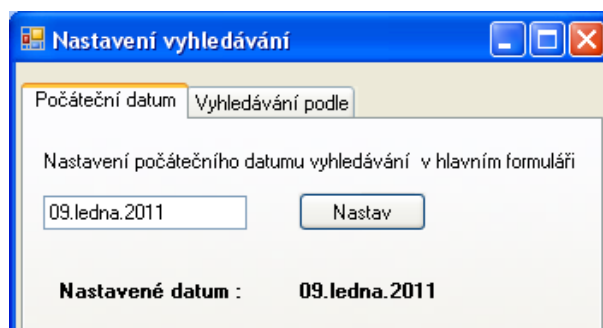 Nastavení vyhledávání
Počáteční datum Vyhledávání podle
Nastavení počátečního datumu vyhledávání v hlavním formuláři
09.ledna.2011 Nastav
Nastavené datum : 09.ledna.2011